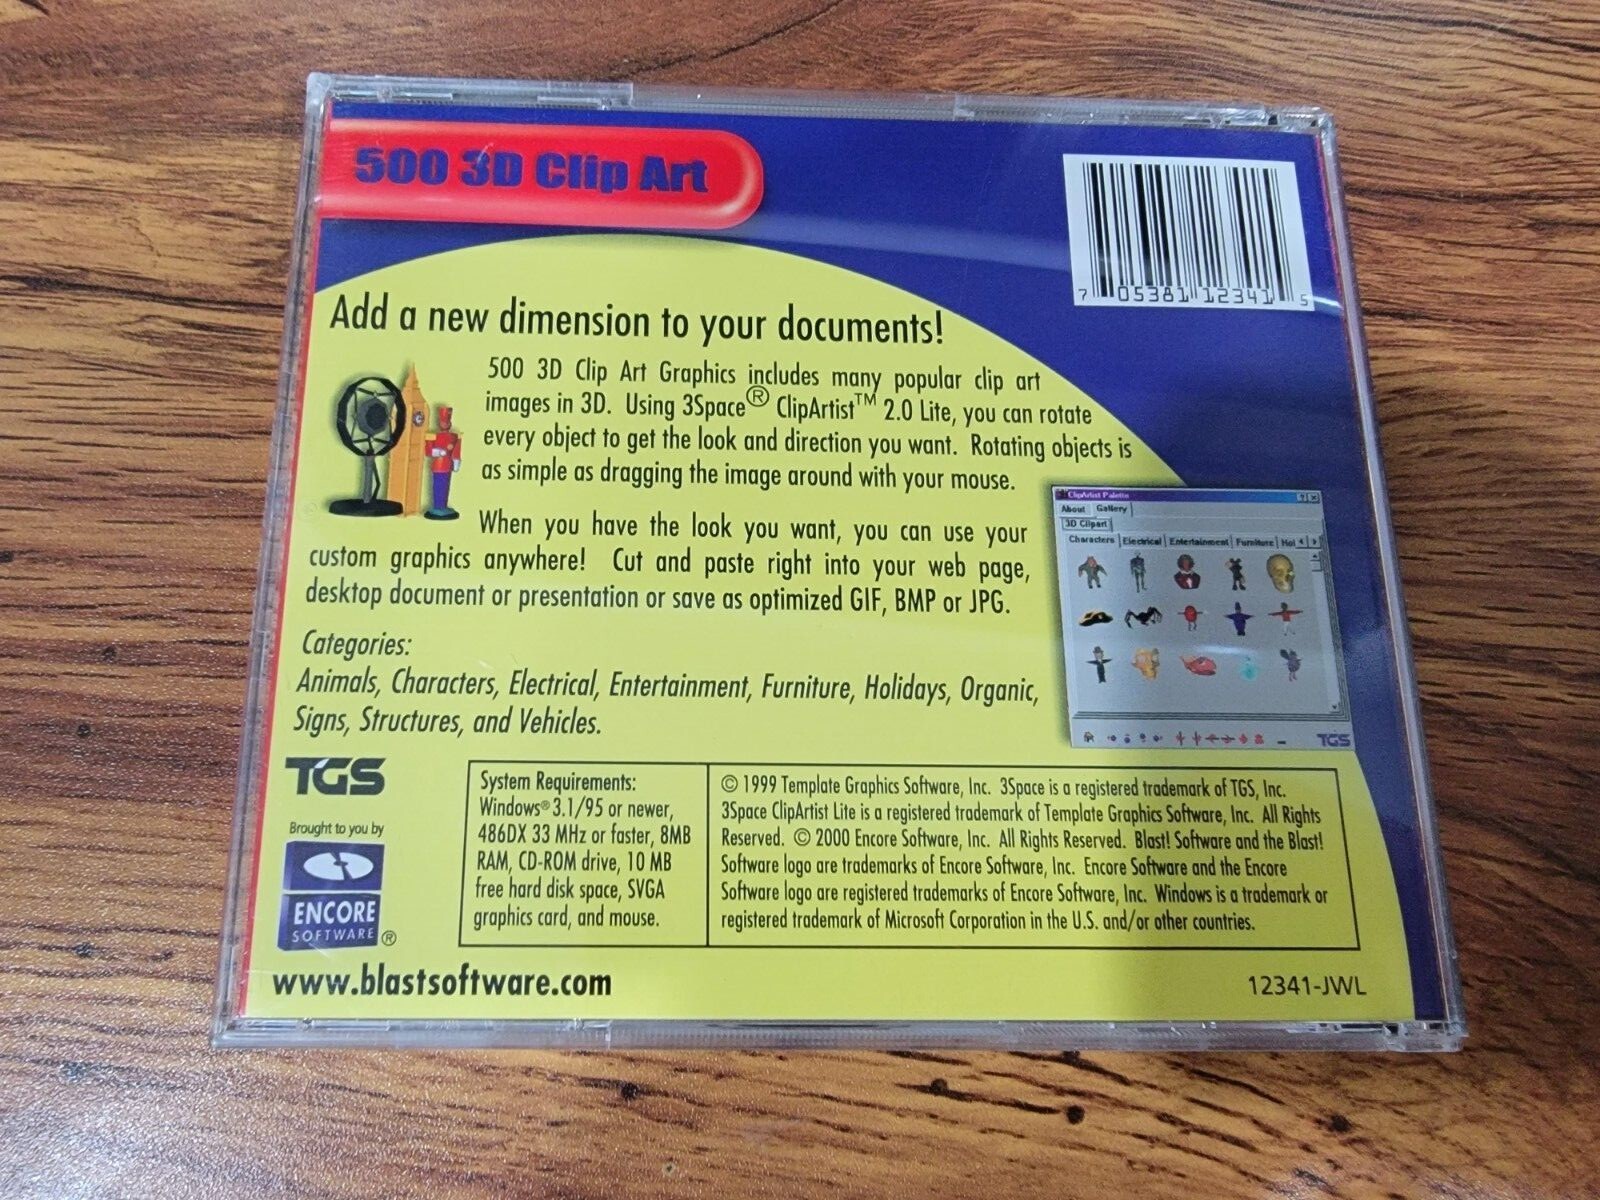 500 3D Clip Art
7 05381 12341 5
Add a new dimension to your documents!
500 3D Clip Art Graphics includes many popular clip art
images in 3D. Using 3Space® ClipArtist™ 2.0 Lite, you can rotate
every object to get the look and direction you want. Rotating objects is
as simple as dragging the image around with your mouse.
When you have the look you want, you can use your
custom graphics anywhere! Cut and paste right into your web page,
desktop document or presentation or save as optimized GIF, BMP or JPG.
Categories:
Animals, Characters, Electrical, Entertainment, Furniture, Holidays, Organic,
Signs, Structures, and Vehicles.
ClipArtist Palette
About Gallery
3D Clipart
Characters Electrical Entertainment Furniture Hol
TGS
TGS
Brought to you by
ENCORE
SOFTWARE®
System Requirements:
Windows® 3.1/95 or newer,
486DX 33 MHz or faster, 8MB
RAM, CD-ROM drive, 10 MB
free hard disk space, SVGA
graphics card, and mouse.
© 1999 Template Graphics Software, Inc. 3Space is a registered trademark of TGS, Inc.
3Space ClipArtist Lite is a registered trademark of Template Graphics Software, Inc. All Rights
Reserved. © 2000 Encore Software, Inc. All Rights Reserved. Blast! Software and the Blast!
Software logo are trademarks of Encore Software, Inc. Encore Software and the Encore
Software logo are registered trademarks of Encore Software, Inc. Windows is a trademark or
registered trademark of Microsoft Corporation in the U.S. and/or other countries.
www.blastsoftware.com
12341-JWL